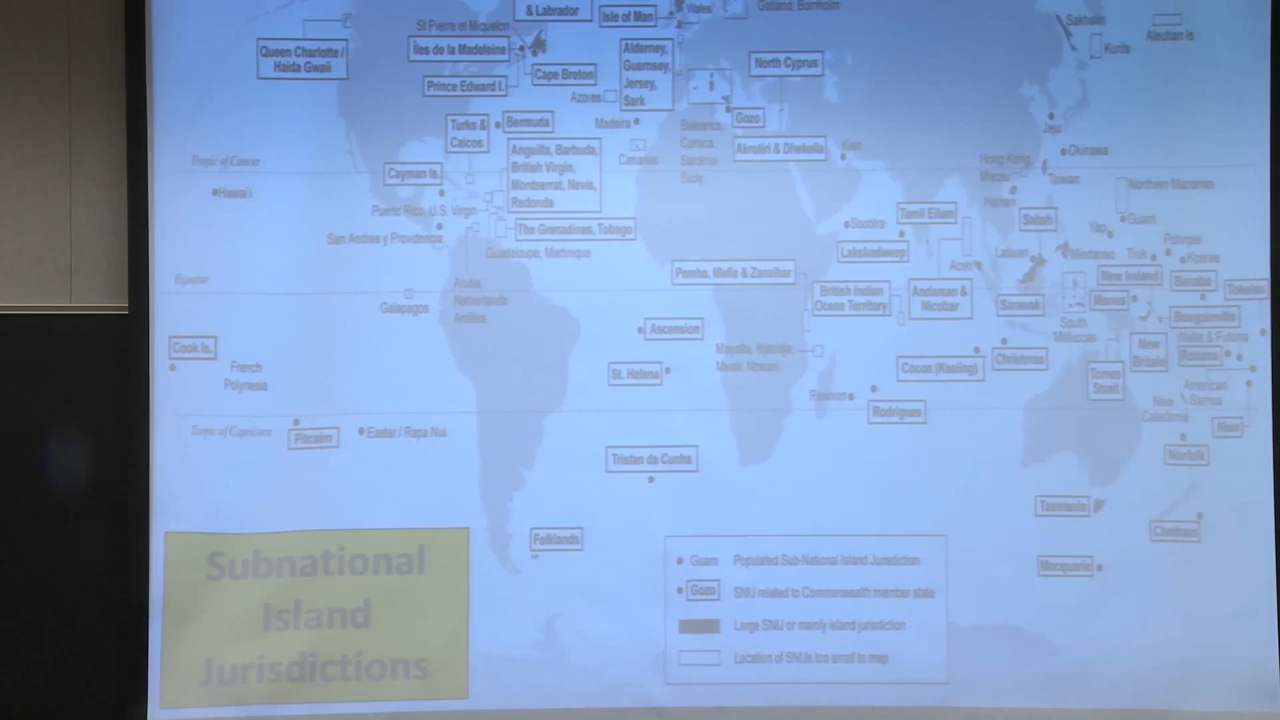 & Labrador
Isle of Man
Wales
Gotland, Bornholm
St Pierre et Miquelon
Sakhalin
Aleutian Is
Queen Charlotte /
Haida Gwaii
Îles de la Madeleine
Alderney,
Guernsey,
Jersey,
Sark
Kurils
North Cyprus
Cape Breton
Prince Edward I.
Azores
Turks &
Caicos
Bermuda
Madeira
Gozo
Balearics
Corsica
Sardinia
Sicily
Jeju
Akrotiri & Dhekelia
Kish
Okinawa
Anguilla, Barbuda,
British Virgin,
Montserrat, Nevis,
Redonda
Canaries
Tropic of Cancer
Cayman Is.
Hong Kong
Macau
Taiwan
Hainan
Hawai'i
Northern Marianas
Puerto Rico, U.S. Virgin
Guam
San Andres y Providencia
The Grenadines, Tobago
Socotra
Tamil Eilam
Sabah
Yap
Guadeloupe, Martinique
Lakshadweep
Labuan
Mindanao
Truk
Pohnpei
Kosrae
Aceh
Equator
Pemba, Mafia & Zanzibar
New Ireland
Banaba
Tokelau
Aruba
Netherlands
Antilles
British Indian
Ocean Territory
Andaman &
Nicobar
Sarawak
Manus
Galapagos
Bougainville
South
Moluccas
Ascension
Wallis & Futuna
Cook Is.
New
Britain
Rotuma
Christmas
French
Polynesia
St. Helena
Cocos (Keeling)
Torres
Strait
American
Samoa
Reunion
Rodrigues
New
Caledonia
Niue
Tropic of Capricorn
Pitcairn
Easter / Rapa Nui
Norfolk
Tristan da Cunha
Tasmania
Chatham
Falklands
Macquarie
Subnational
Island
Jurisdictions
Guam Populated Sub-National Island Jurisdiction
Gozo SNIJ related to Commonwealth member state
Large SNIJ or mainly island jurisdiction
Location of SNIJs too small to map